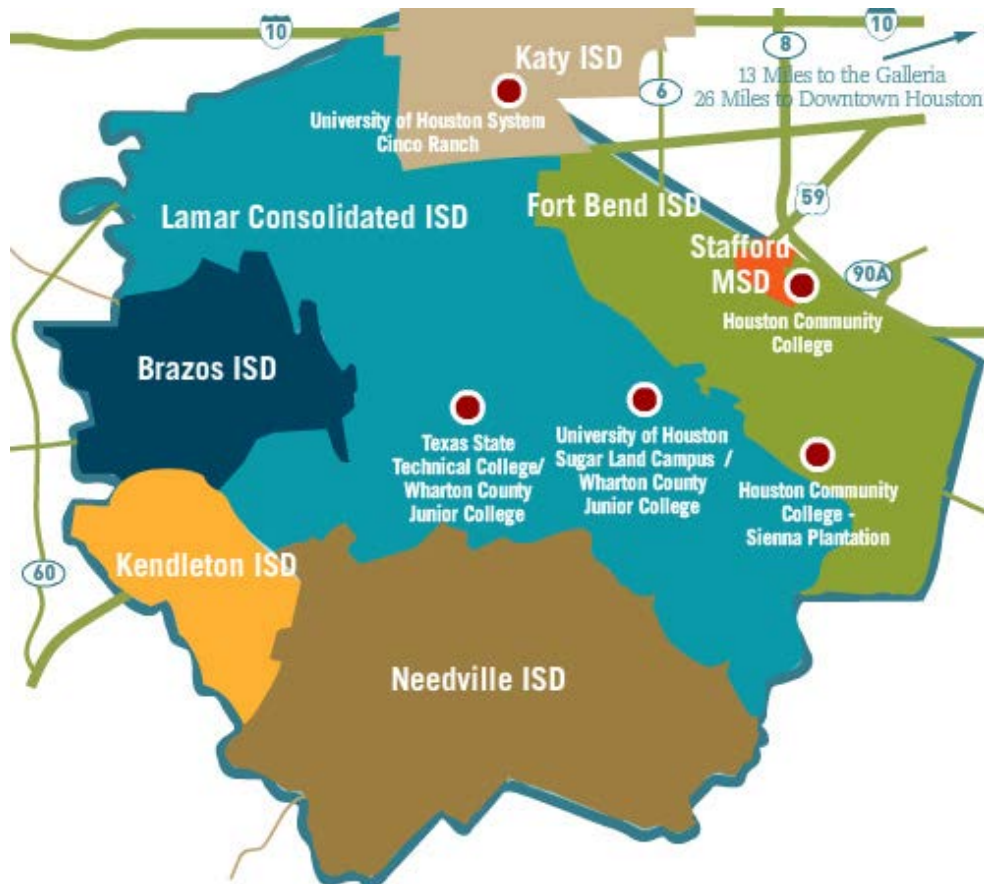 10
10
Katy ISD
8
13 Miles to the Galleria
26 Miles to Downtown Houston
6
University of Houston System
Cinco Ranch
59
Lamar Consolidated ISD
Fort Bend ISD
Stafford
MSD
90A
Houston Community
College
Brazos ISD
Texas State
Technical College/
Wharton County
Junior College
University of Houston
Sugar Land Campus /
Wharton County
Junior College
Houston Community
College -
Sienna Plantation
Kendleton ISD
60
Needville ISD